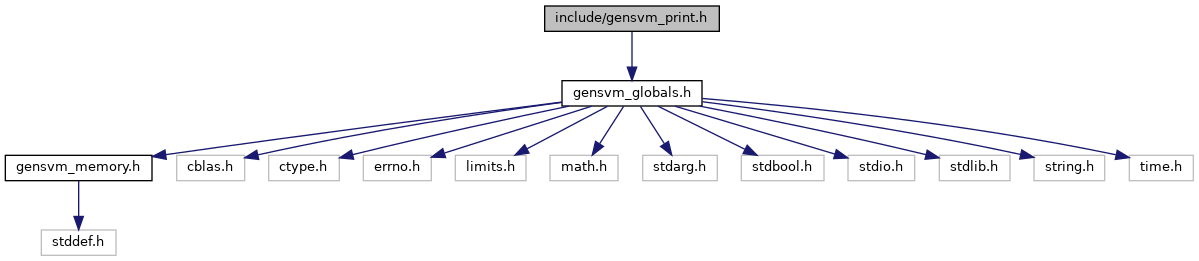 include/gensvm_print.h
gensvm_globals.h
gensvm_memory.h
cblas.h
ctype.h
errno.h
limits.h
math.h
stdarg.h
stdbool.h
stdio.h
stdlib.h
string.h
time.h
stddef.h